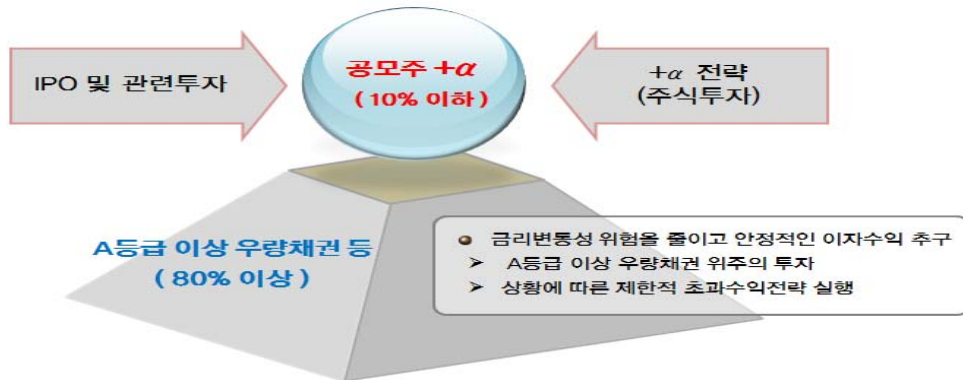 IPO 및 관련투자
공모주 +α
( 10% 이하 )
+α 전략
(주식투자)
A등급 이상 우량채권 등
( 80% 이상 )
금리변동성 위험을 줄이고 안정적인 이자수익 추구
A등급 이상 우량채권 위주의 투자
상황에 따른 제한적 초과수익전략 실행